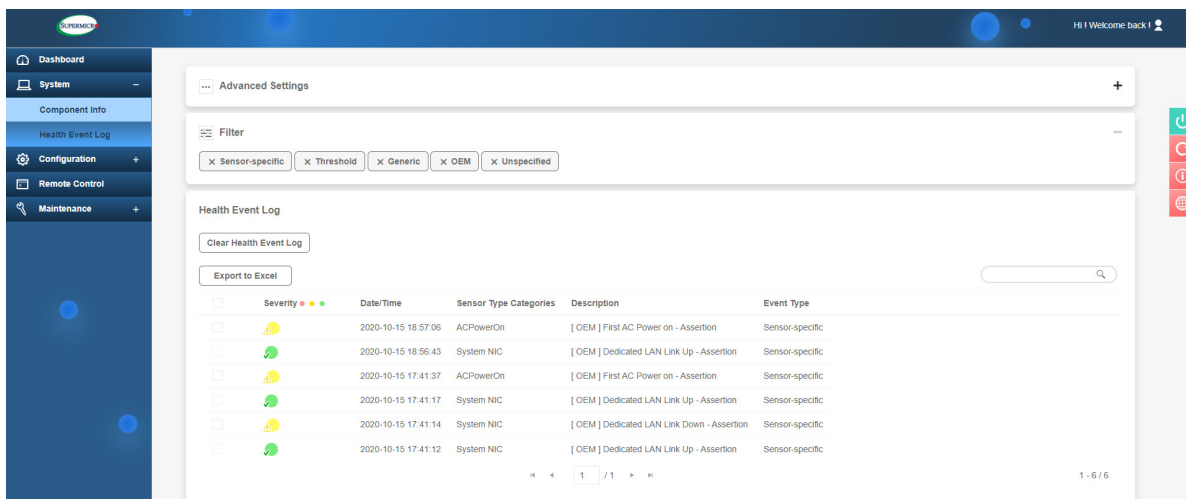 SUPERMICR
Hi ! Welcome back !
Dashboard
System −
Component Info
Health Event Log
Configuration +
Remote Control
Maintenance +
Advanced Settings +
Filter −
× Sensor-specific × Threshold × Generic × OEM × Unspecified
Health Event Log
Clear Health Event Log
Export to Excel
Severity Date/Time Sensor Type Categories Description Event Type
2020-10-15 18:57:06 ACPowerOn [ OEM ] First AC Power on - Assertion Sensor-specific
2020-10-15 18:56:43 System NIC [ OEM ] Dedicated LAN Link Up - Assertion Sensor-specific
2020-10-15 17:41:37 ACPowerOn [ OEM ] First AC Power on - Assertion Sensor-specific
2020-10-15 17:41:17 System NIC [ OEM ] Dedicated LAN Link Up - Assertion Sensor-specific
2020-10-15 17:41:14 System NIC [ OEM ] Dedicated LAN Link Down - Assertion Sensor-specific
2020-10-15 17:41:12 System NIC [ OEM ] Dedicated LAN Link Up - Assertion Sensor-specific
1 / 1 1 - 6 / 6